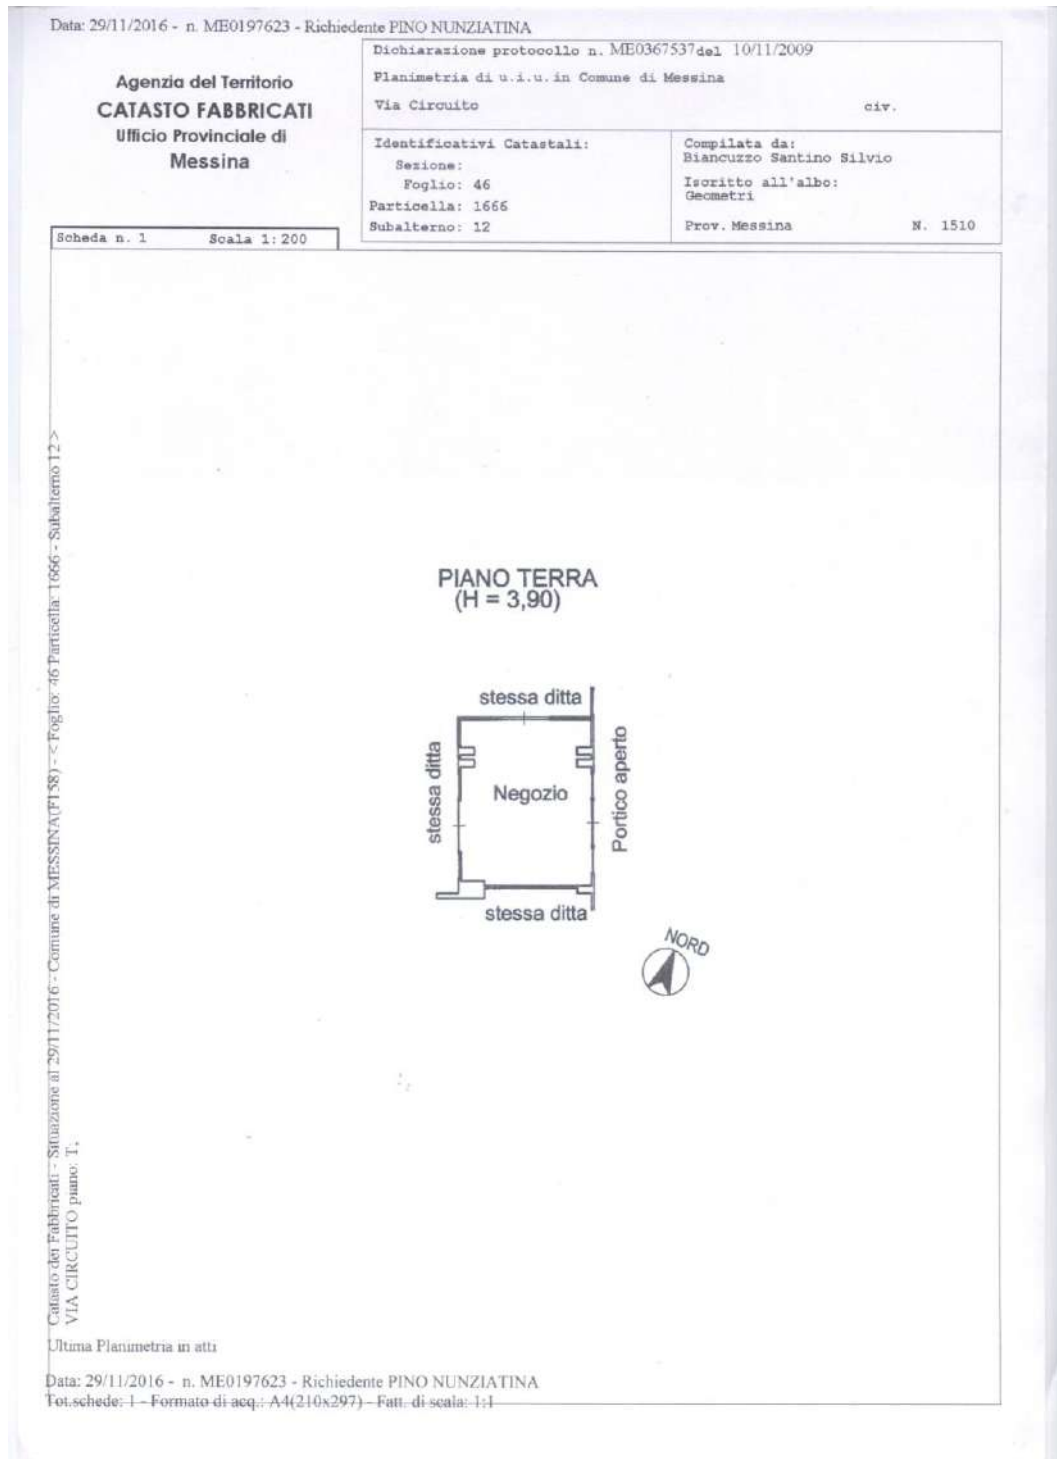 Data: 29/11/2016 - n. ME0197623 - Richiedente PINO NUNZIATINA
Agenzia del Territorio
CATASTO FABBRICATI
Ufficio Provinciale di
Messina
Dichiarazione protocollo n. ME0367537del 10/11/2009
Planimetria di u.i.u. in Comune di Messina
Via Circuito civ.
Identificativi Catastali:
Sezione:
Foglio: 46
Particella: 1666
Subalterno: 12
Compilata da:
Biancuzzo Santino Silvio
Iscritto all'albo:
Geometri
Prov. Messina N. 1510
Scheda n. 1 Scala 1:200
PIANO TERRA
(H = 3,90)
stessa ditta
stessa ditta
Negozio
Portico aperto
stessa ditta
NORD
Catasto dei Fabbricati - Situazione al 29/11/2016 - Comune di MESSINA(F158) - < Foglio: 46 Particella: 1666 - Subalterno 12 >
VIA CIRCUITO piano: T;
Ultima Planimetria in atti
Data: 29/11/2016 - n. ME0197623 - Richiedente PINO NUNZIATINA
Tot.schede: 1 - Formato di acq.: A4(210x297) - Fatt. di scala: 1:1